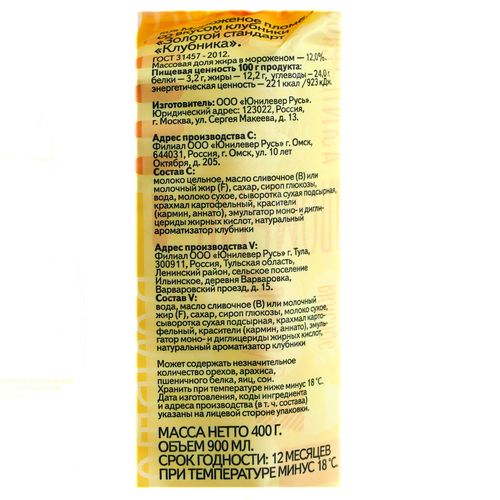 Мороженое пломбир
со вкусом клубники
«Золотой стандарт
«Клубника».
ГОСТ 31457 - 2012.
Массовая доля жира в мороженом — 12,0%.
Пищевая ценность 100 г продукта:
белки – 3,2 г, жиры – 12,2 г, углеводы – 24,0 г,
энергетическая ценность – 221 ккал/923 кДж.
Изготовитель: ООО «Юнилевер Русь».
Юридический адрес: 123022, Россия,
г. Москва, ул. Сергея Макеева, д. 13.
Адрес производства C:
Филиал ООО «Юнилевер Русь» г. Омск,
644031, Россия, г. Омск, ул. 10 лет
Октября, д. 205.
Состав C:
молоко цельное, масло сливочное (В) или
молочный жир (F), сахар, сироп глюкозы,
вода, молоко сухое, сыворотка сухая подсырная,
крахмал картофельный, красители
(кармин, аннато), эмульгатор моно- и дигли-
цериды жирных кислот, натуральный
ароматизатор клубники
Адрес производства V:
Филиал ООО «Юнилевер Русь» г. Тула,
300911, Россия, Тульская область,
Ленинский район, сельское поселение
Ильинское, деревня Варваровка,
Варваровский проезд, д. 15.
Состав V:
вода, масло сливочное (В) или молочный
жир (F), сахар, сироп глюкозы, молоко сухое,
сыворотка сухая подсырная, крахмал карто-
фельный, красители (кармин, аннато), эмуль-
гатор моно- и диглицериды жирных кислот,
натуральный ароматизатор клубники
Может содержать незначительное
количество орехов, арахиса,
пшеничного белка, яиц, сои.
Хранить при температуре ниже минус 18°С.
Дата изготовления, коды ингредиента
и адреса производства (в т. ч. состава)
указаны на лицевой стороне упаковки.
МАССА НЕТТО 400 Г.
ОБЪЕМ 900 МЛ.
СРОК ГОДНОСТИ: 12 МЕСЯЦЕВ
ПРИ ТЕМПЕРАТУРЕ МИНУС 18°С.